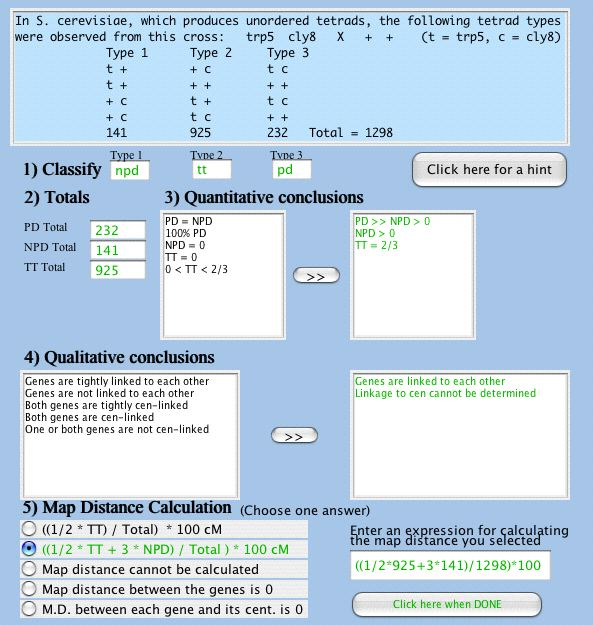 In S. cerevisiae, which produces unordered tetrads, the following tetrad types
were observed from this cross: trp5 cly8 X + + (t = trp5, c = cly8)
Type 1 Type 2 Type 3
t + + c t c
t + + + + +
+ c t + t c
+ c t c + +
141 925 232 Total = 1298
Type 1 Type 2 Type 3
1) Classify npd tt pd
Click here for a hint
2) Totals
PD Total 232
NPD Total 141
TT Total 925
3) Quantitative conclusions
PD = NPD
100% PD
NPD = 0
TT = 0
0 < TT < 2/3
>>
PD >> NPD > 0
NPD > 0
TT = 2/3
4) Qualitative conclusions
Genes are tightly linked to each other
Genes are not linked to each other
Both genes are tightly cen-linked
Both genes are cen-linked
One or both genes are not cen-linked
>>
Genes are linked to each other
Linkage to cen cannot be determined
5) Map Distance Calculation (Choose one answer)
((1/2 * TT) / Total) * 100 cM
((1/2 * TT + 3 * NPD) / Total ) * 100 cM
Map distance cannot be calculated
Map distance between the genes is 0
M.D. between each gene and its cent. is 0
Enter an expression for calculating
the map distance you selected
((1/2*925+3*141)/1298)*100
Click here when DONE